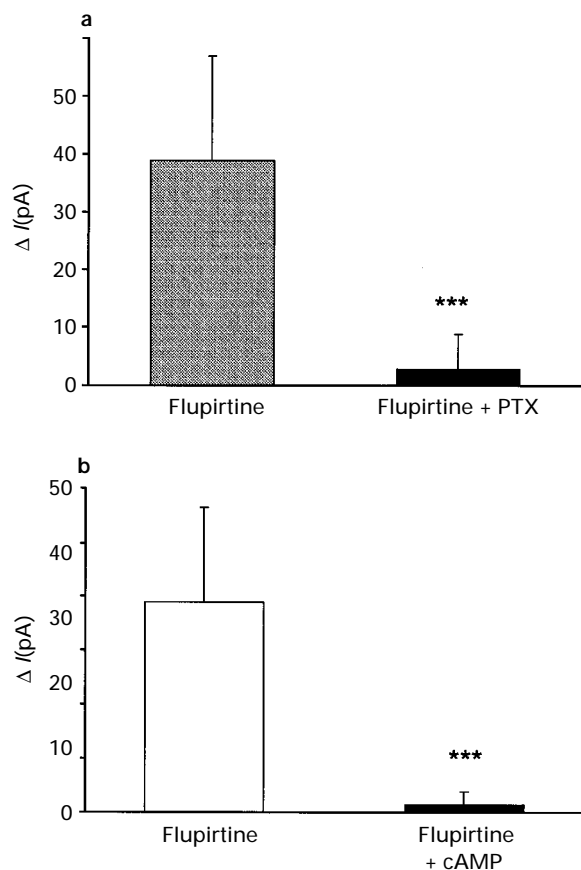 a
50
40
30
20
10
0
Δ I(pA)
***
Flupirtine
Flupirtine + PTX
b
50
40
30
20
10
0
Δ I(pA)
***
Flupirtine
Flupirtine
+ cAMP